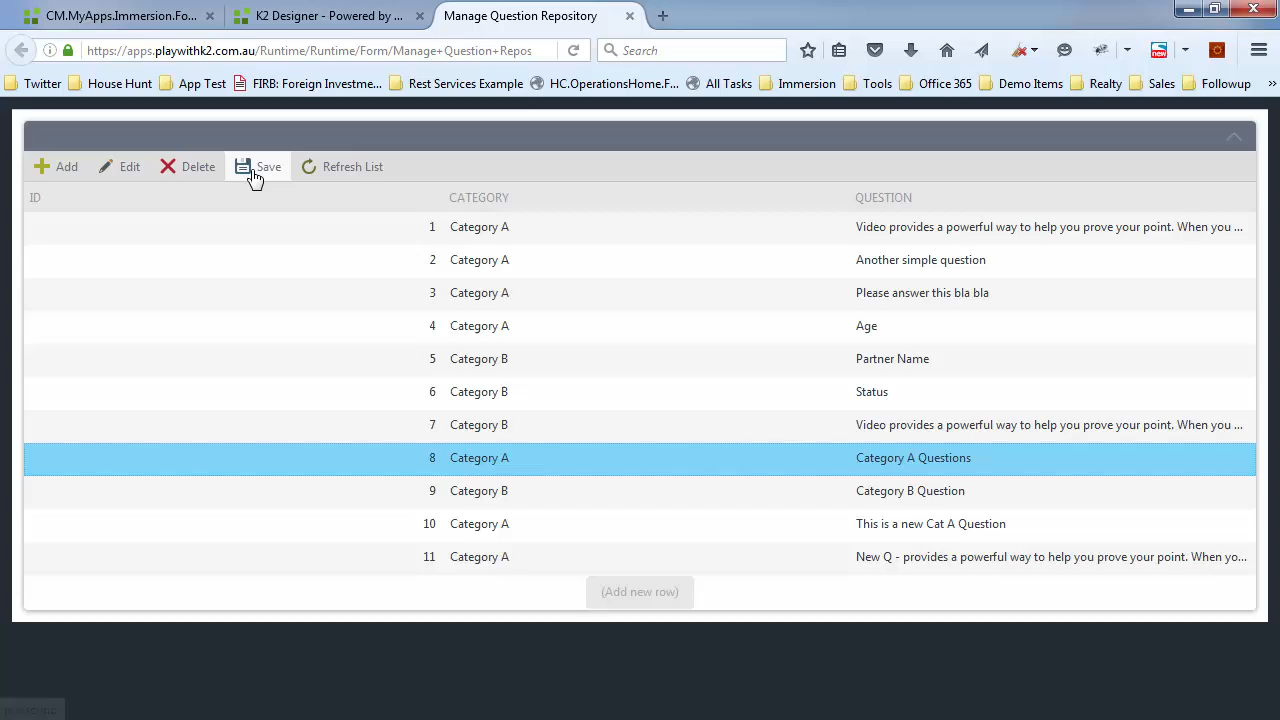 CM.MyApps.Immersion.Fo... K2 Designer - Powered by ... Manage Question Repository
https://apps.playwithk2.com.au/Runtime/Runtime/Form/Manage+Question+Repos Search
Twitter House Hunt App Test FIRB: Foreign Investme... Rest Services Example HC.OperationsHome.F... All Tasks Immersion Tools Office 365 Demo Items Realty Sales Followup
Add Edit Delete Save Refresh List
ID CATEGORY QUESTION
1 Category A Video provides a powerful way to help you prove your point. When you ...
2 Category A Another simple question
3 Category A Please answer this bla bla
4 Category A Age
5 Category B Partner Name
6 Category B Status
7 Category B Video provides a powerful way to help you prove your point. When you ...
8 Category A Category A Questions
9 Category B Category B Question
10 Category A This is a new Cat A Question
11 Category A New Q - provides a powerful way to help you prove your point. When yo...
(Add new row)